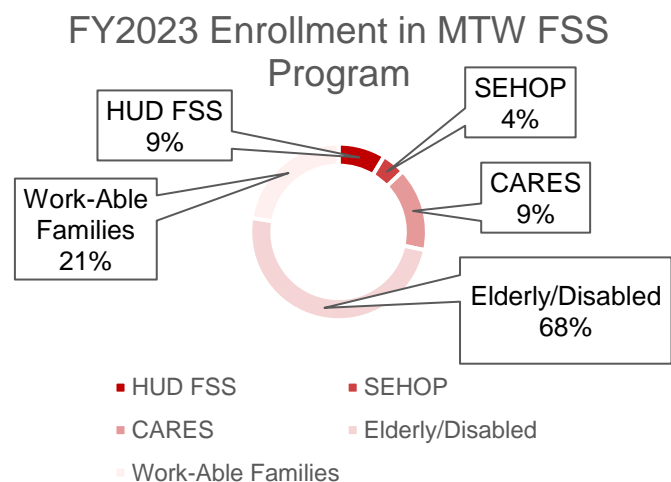 FY2023 Enrollment in MTW FSS
Program
HUD FSS
9%
SEHOP
4%
CARES
9%
Work-Able
Families
21%
Elderly/Disabled
68%
HUD FSS
SEHOP
CARES
Elderly/Disabled
Work-Able Families